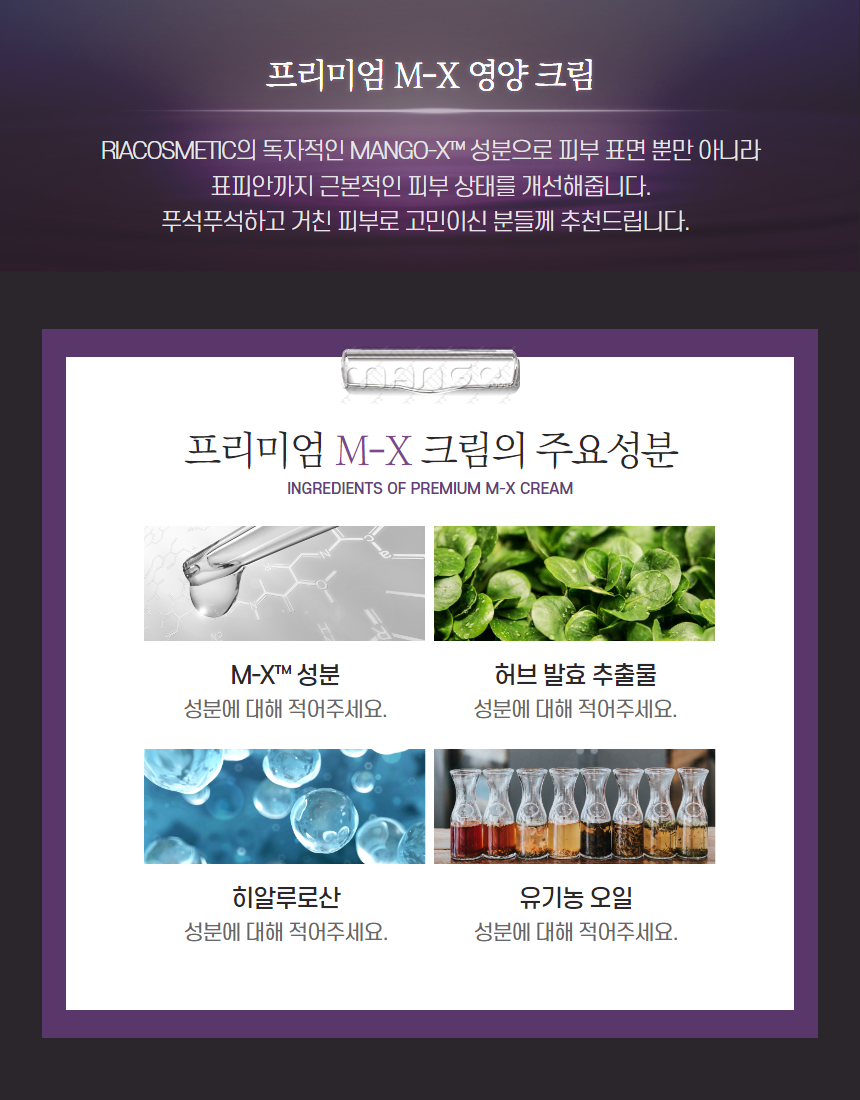 프리미엄 M-X 영양 크림
RIACOSMETIC의 독자적인 MANGO-X™ 성분으로 피부 표면 뿐만 아니라
표피안까지 근본적인 피부 상태를 개선해줍니다.
푸석푸석하고 거친 피부로 고민이신 분들께 추천드립니다.
프리미엄 M-X 크림의 주요성분
INGREDIENTS OF PREMIUM M-X CREAM
M-X™ 성분
허브 발효 추출물
성분에 대해 적어주세요.
성분에 대해 적어주세요.
히알루로산
유기농 오일
성분에 대해 적어주세요.
성분에 대해 적어주세요.